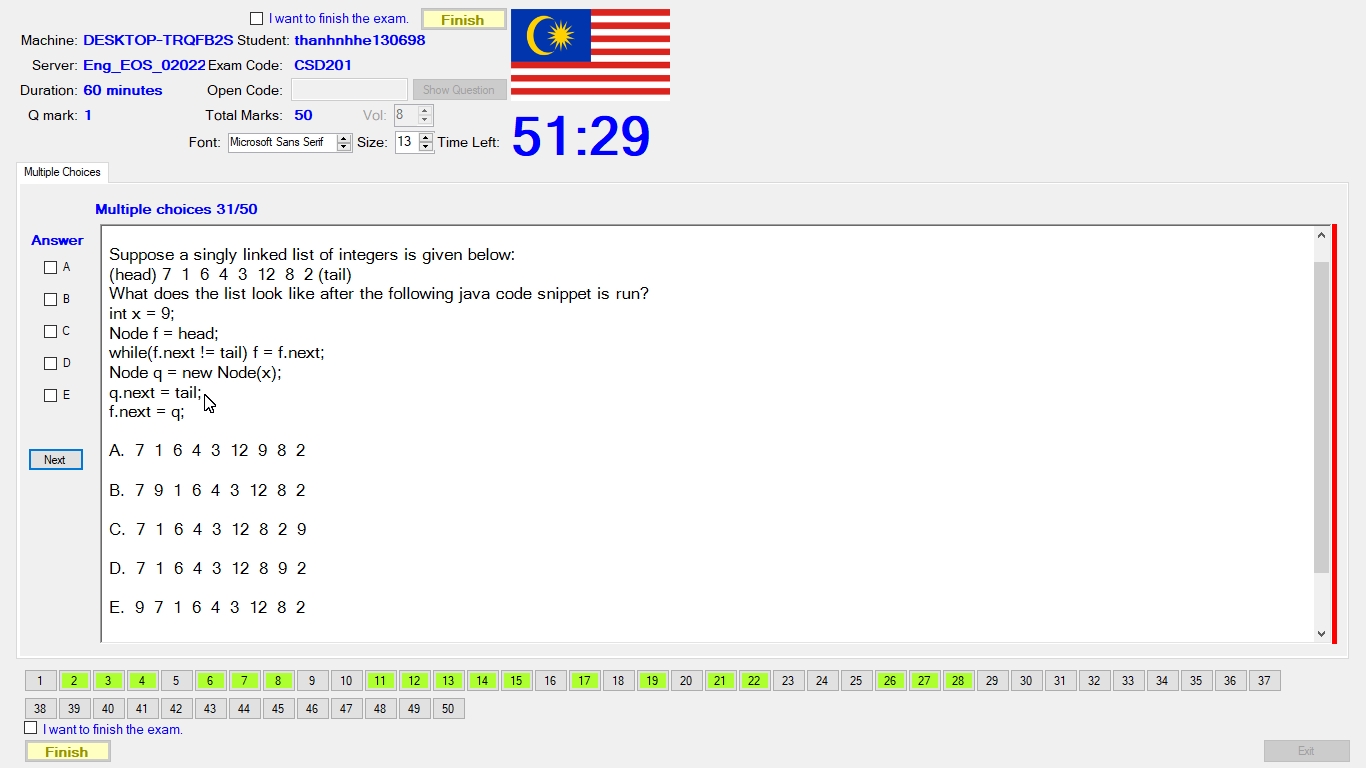 I want to finish the exam.
Finish
Machine: DESKTOP-TRQFB2S Student: thanhnhhe130698
Server: Eng_EOS_02022 Exam Code: CSD201
Duration: 60 minutes Open Code: Show Question
Q mark: 1 Total Marks: 50 Vol: 8
Font: Microsoft Sans Serif Size: 13 Time Left: 51:29
Multiple Choices
Multiple choices 31/50
Answer
A
B
C
D
E
Next
Suppose a singly linked list of integers is given below:
(head) 7 1 6 4 3 12 8 2 (tail)
What does the list look like after the following java code snippet is run?
int x = 9;
Node f = head;
while(f.next != tail) f = f.next;
Node q = new Node(x);
q.next = tail;
f.next = q;
A. 7 1 6 4 3 12 9 8 2
B. 7 9 1 6 4 3 12 8 2
C. 7 1 6 4 3 12 8 2 9
D. 7 1 6 4 3 12 8 9 2
E. 9 7 1 6 4 3 12 8 2
1 2 3 4 5 6 7 8 9 10 11 12 13 14 15 16 17 18 19 20 21 22 23 24 25 26 27 28 29 30 31 32 33 34 35 36 37
38 39 40 41 42 43 44 45 46 47 48 49 50
I want to finish the exam.
Finish
Exit